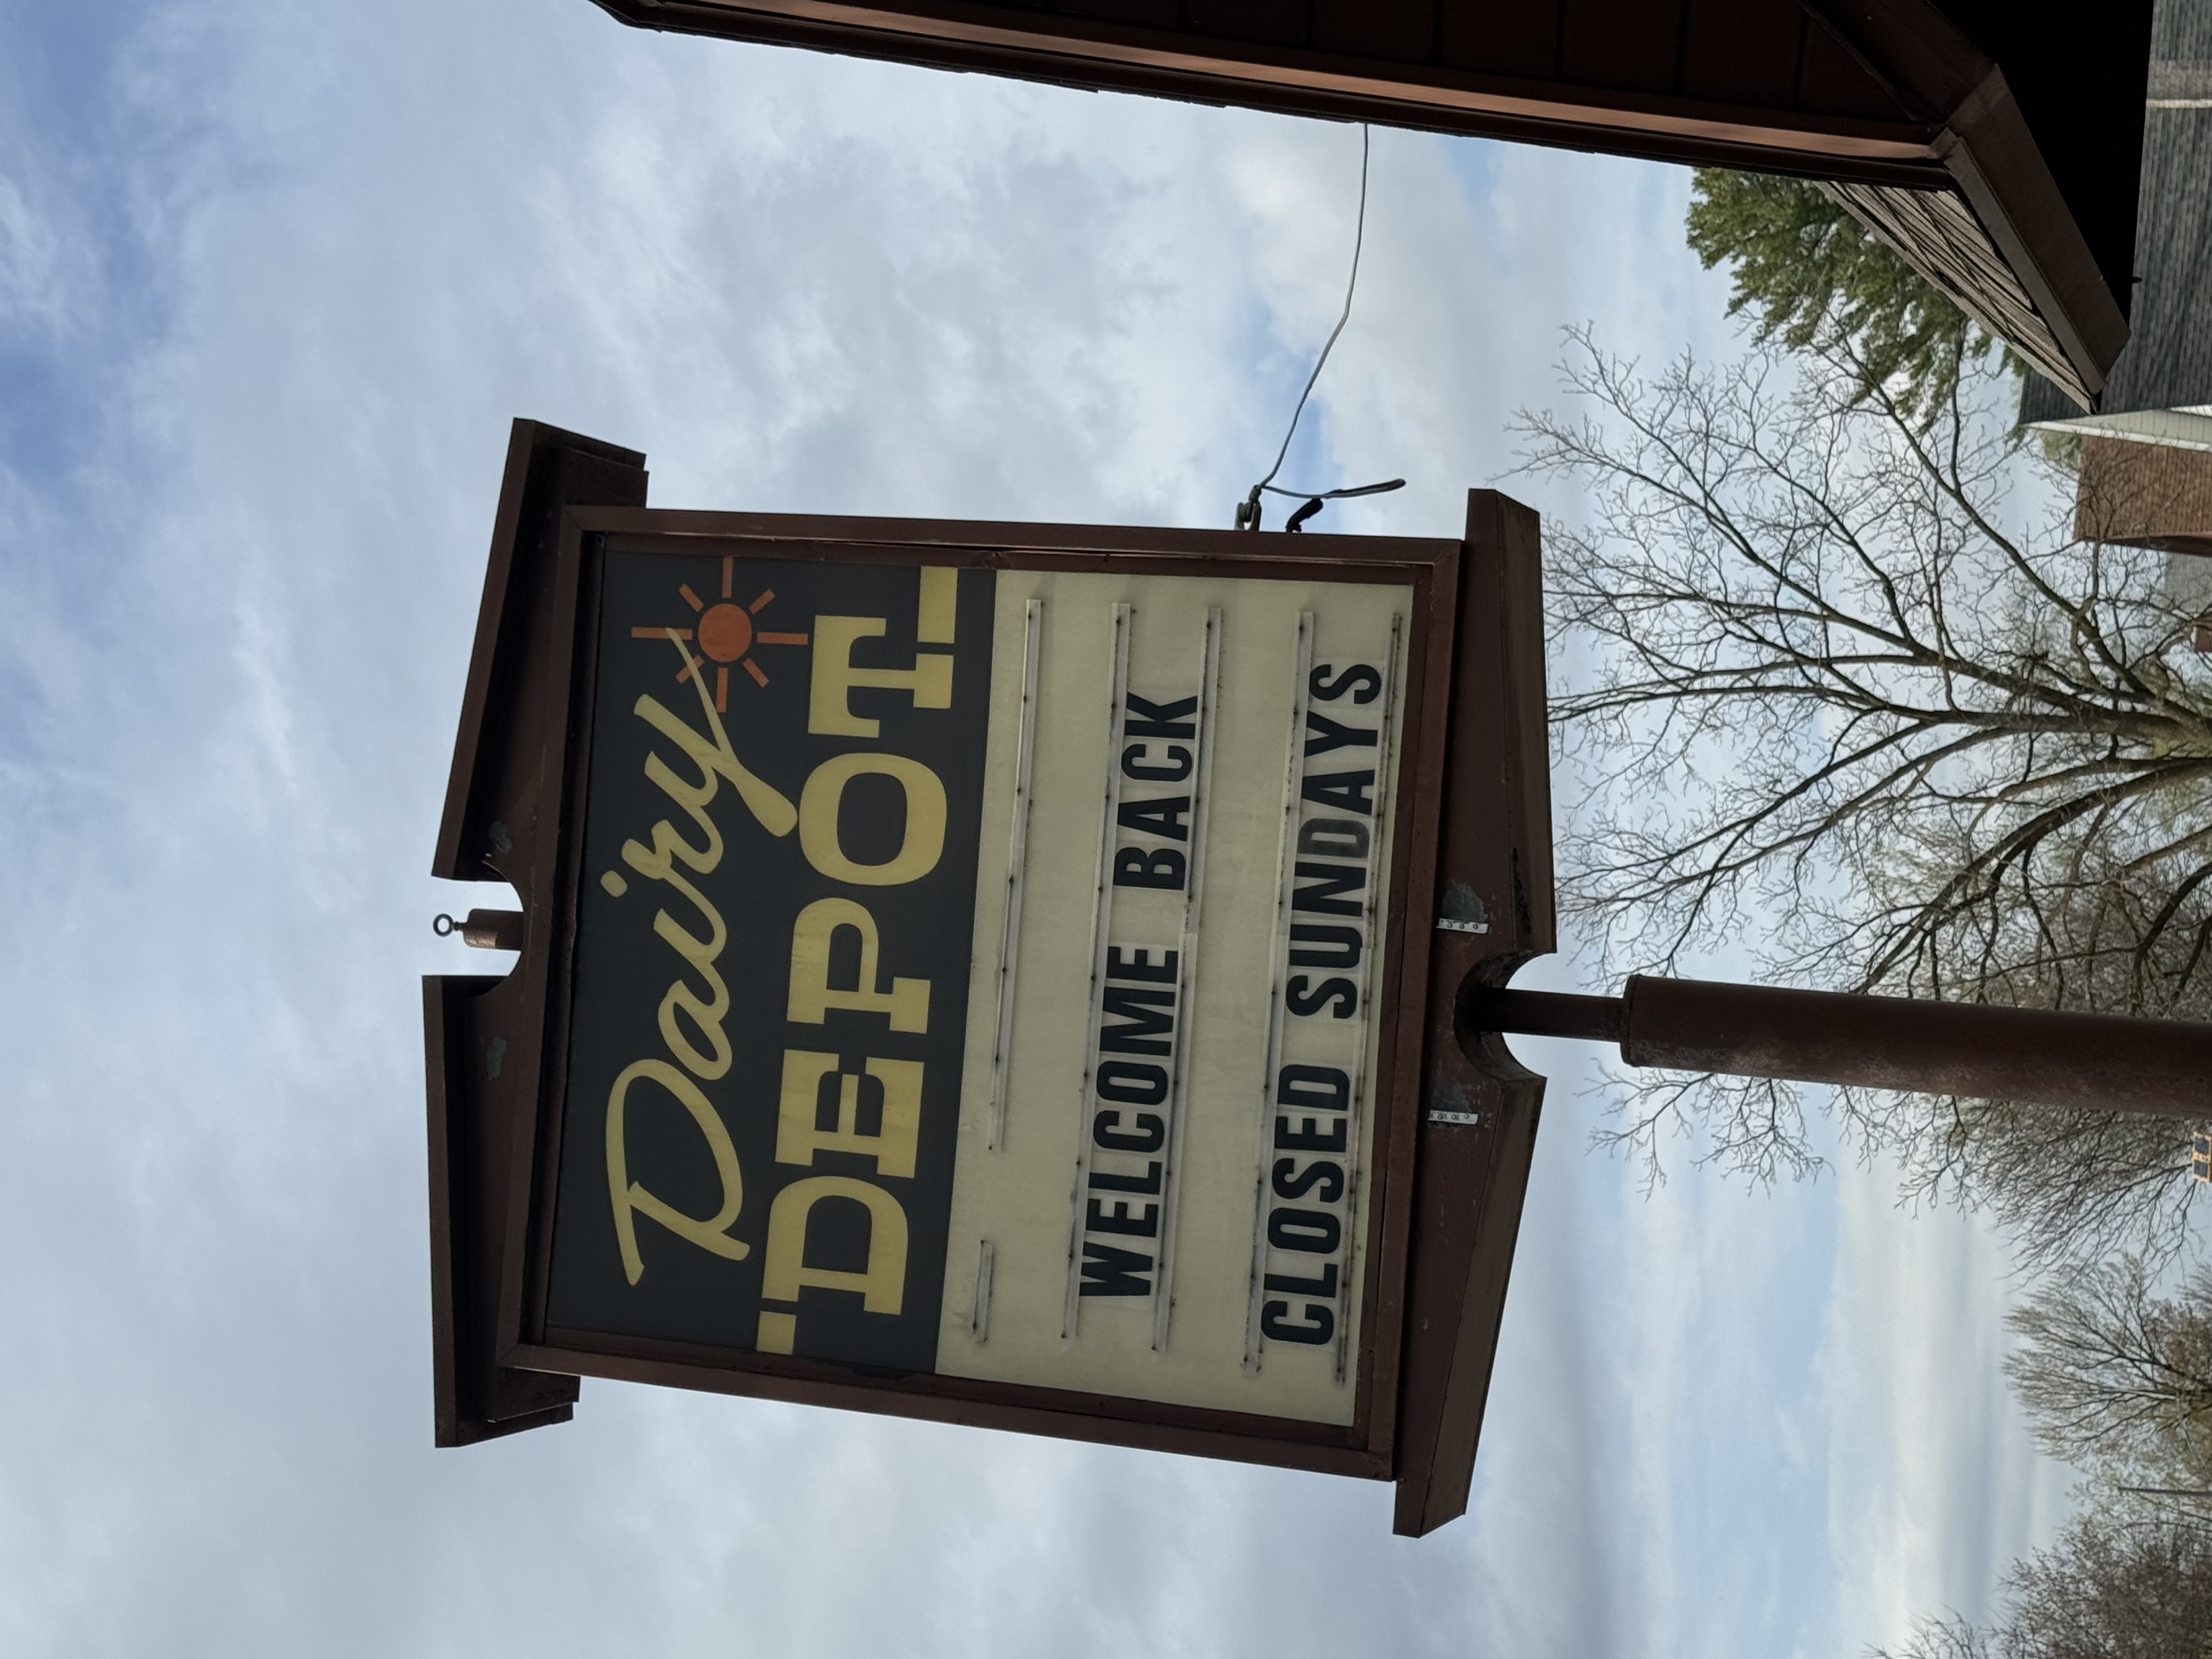 Dairy
DEPOT
WELCOME BACK
CLOSED SUNDAYS